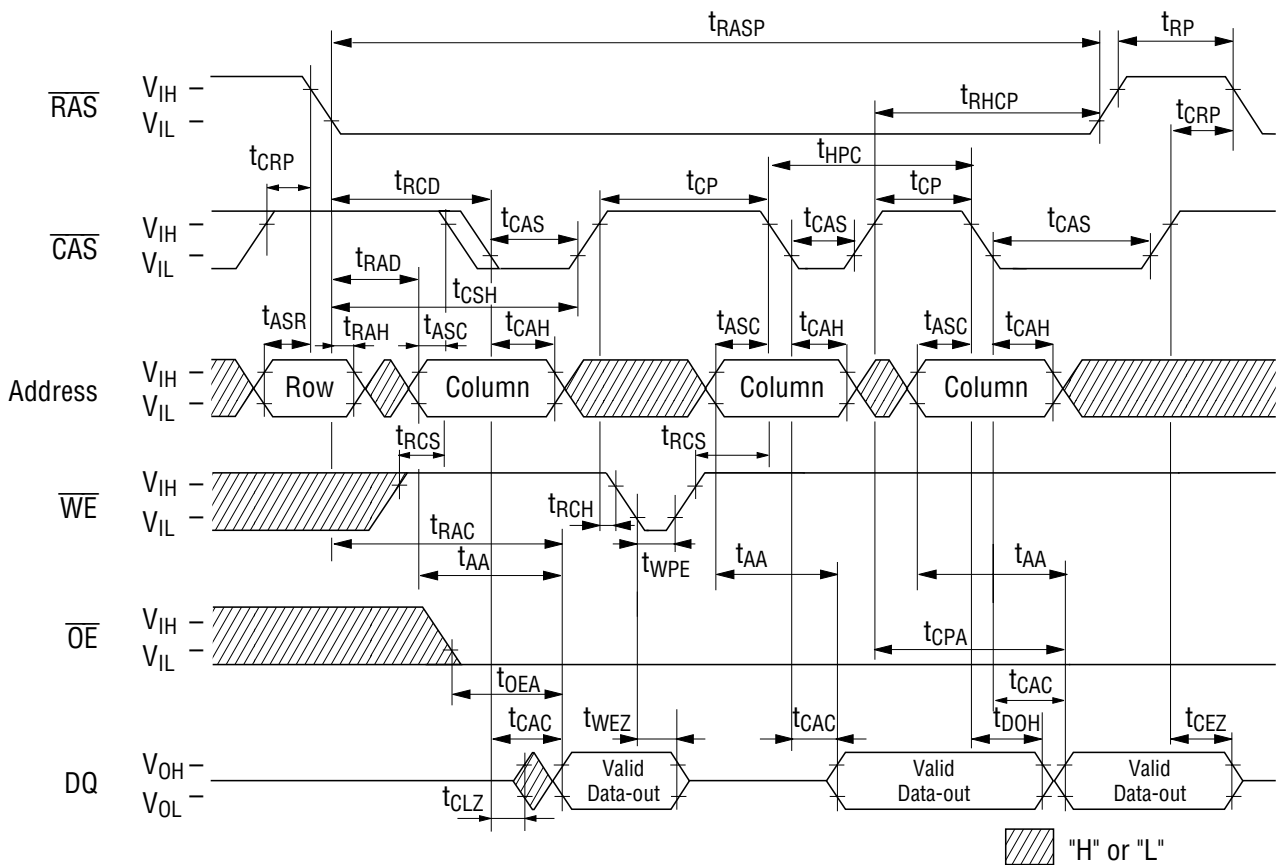 tRASP
tRP
RAS
VIH
VIL
tRHCP
tCRP
tCRP
tHPC
tRCD
tCP
tCP
CAS
VIH
VIL
tCAS
tCAS
tCAS
tRAD
tCSH
tASR
tRAH
tASC
tCAH
tASC
tCAH
tASC
tCAH
Address
VIH
VIL
Row
Column
Column
Column
tRCS
tRCS
WE
VIH
VIL
tRCH
tRAC
tWPE
tAA
tAA
tAA
OE
VIH
VIL
tCPA
tOEA
tCAC
tCAC
tWEZ
tCAC
tDOH
tCEZ
DQ
VOH
VOL
Valid
Data-out
Valid
Data-out
Valid
Data-out
tCLZ
"H" or "L"